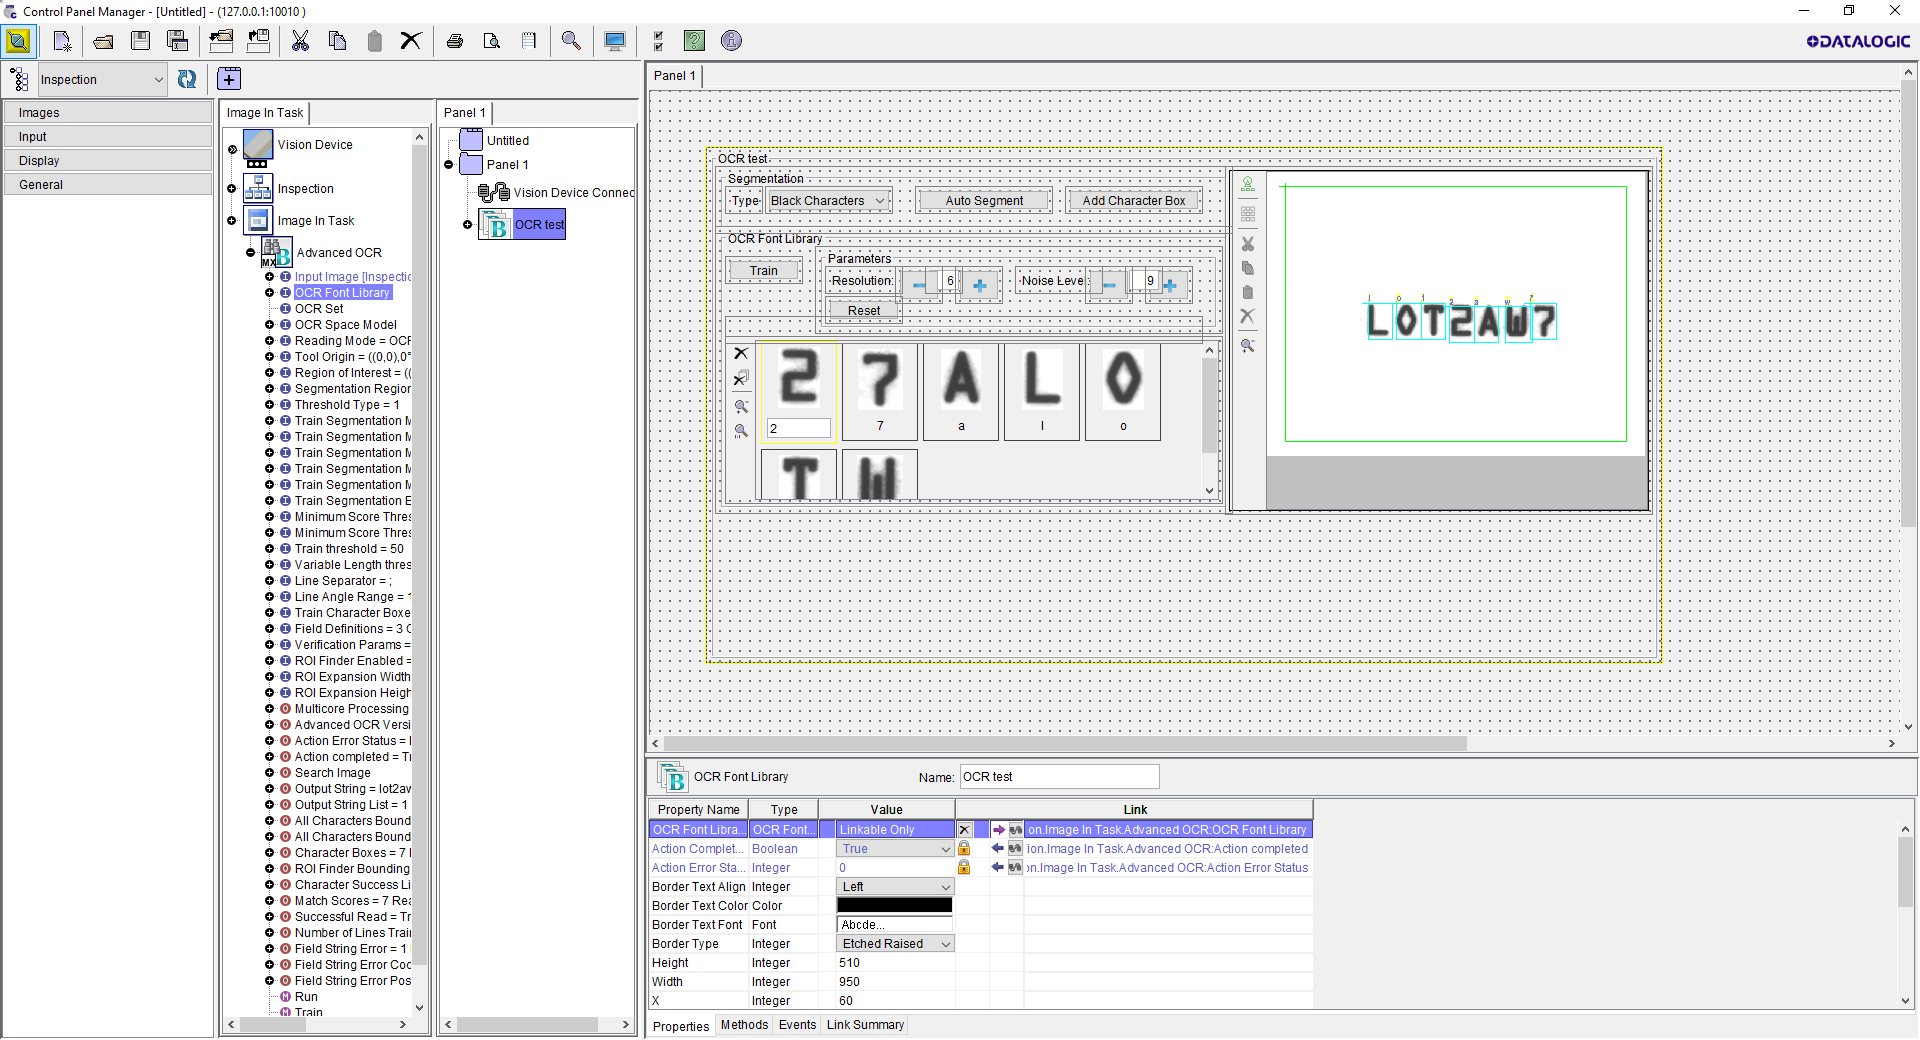 Control Panel Manager - [Untitled] - (127.0.0.1:10010 )
DATALOGIC
Inspection
Images
Input
Display
General
Image In Task
Vision Device
Inspection
Image In Task
Advanced OCR
Input Image [Inspectio
OCR Font Library
OCR Set
OCR Space Model
Reading Mode = OCR
Tool Origin = ((0,0),0°
Region of Interest = ((
Segmentation Region
Threshold Type = 1
Train Segmentation M
Train Segmentation M
Train Segmentation M
Train Segmentation M
Train Segmentation M
Train Segmentation E
Minimum Score Thres
Minimum Score Thres
Train threshold = 50
Variable Length thres
Line Separator = ;
Line Angle Range = 1
Train Character Boxe
Field Definitions = 3 C
Verification Params =
ROI Finder Enabled =
ROI Expansion Width
ROI Expansion Heigh
Multicore Processing
Advanced OCR Versi
Action Error Status = 
Action completed = Tr
Search Image
Output String = lot2aw
Output String List = 1
All Characters Bound
All Characters Bound
Character Boxes = 7
ROI Finder Bounding
Character Success Li
Match Scores = 7 Rea
Successful Read = Tr
Number of Lines Trai
Field String Error = 1
Field String Error Coo
Field String Error Pos
Run
Train
Panel 1
Untitled
Panel 1
Vision Device Connec
OCR test
Panel 1
OCR test
Segmentation
Type Black Characters Auto Segment Add Character Box
OCR Font Library
Train
Parameters
Resolution: 6 Noise Level: 9
Reset
2 7 A L O
2 7 a l o
T W
l o t 2 a w 7
LOT2AW7
OCR Font Library Name: OCR test
Property Name Type Value Link
OCR Font Libra... OCR Font... Linkable Only on.Image In Task.Advanced OCR:OCR Font Library
Action Complet... Boolean True ion.Image In Task.Advanced OCR:Action completed
Action Error Sta... Integer 0 on.Image In Task.Advanced OCR:Action Error Status
Border Text Align Integer Left
Border Text Color Color
Border Text Font Font Abcde...
Border Type Integer Etched Raised
Height Integer 510
Width Integer 950
X Integer 60
Properties Methods Events Link Summary